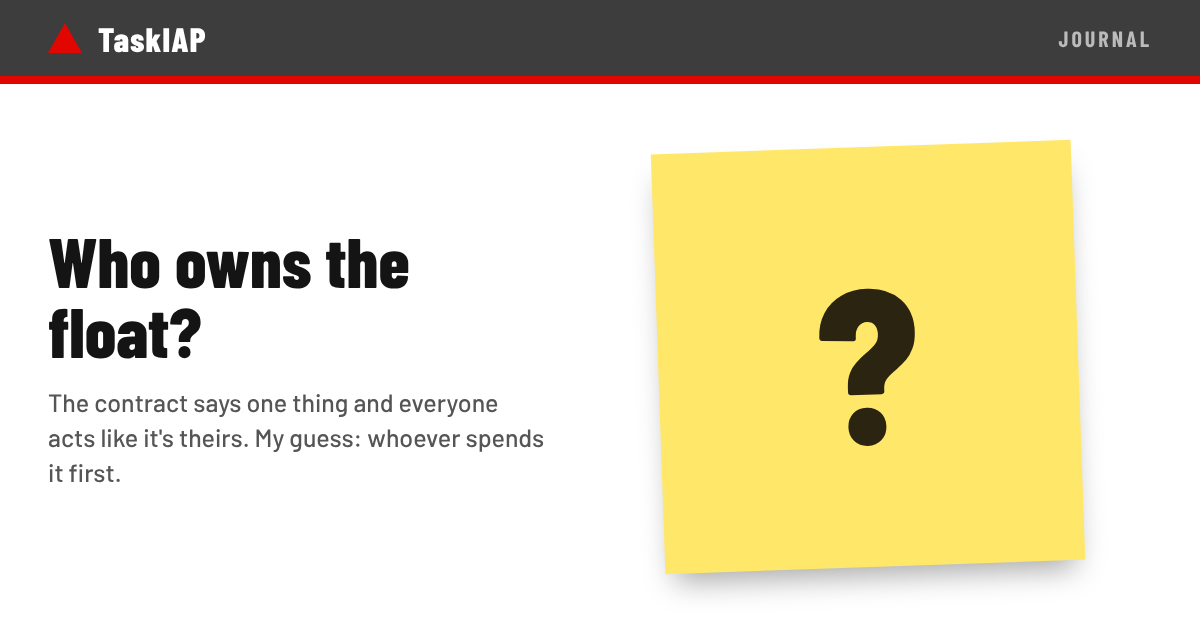 TaskIAP
JOURNAL
Who owns the
float?
The contract says one thing and everyone
acts like it's theirs. My guess: whoever spends
it first.
?